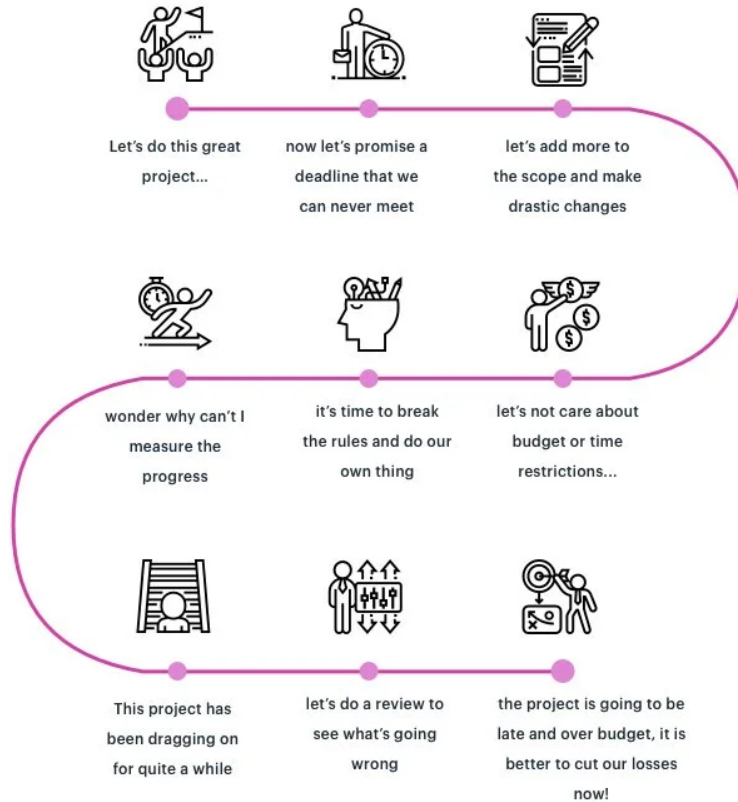 Let's do this great
project...
now let's promise a
deadline that we
can never meet
let's add more to
the scope and make
drastic changes
let's not care about
budget or time
restrictions...
it's time to break
the rules and do our
own thing
wonder why can't I
measure the
progress
This project has
been dragging on
for quite a while
let's do a review to
see what's going
wrong
the project is going to be
late and over budget, it is
better to cut our losses
now!